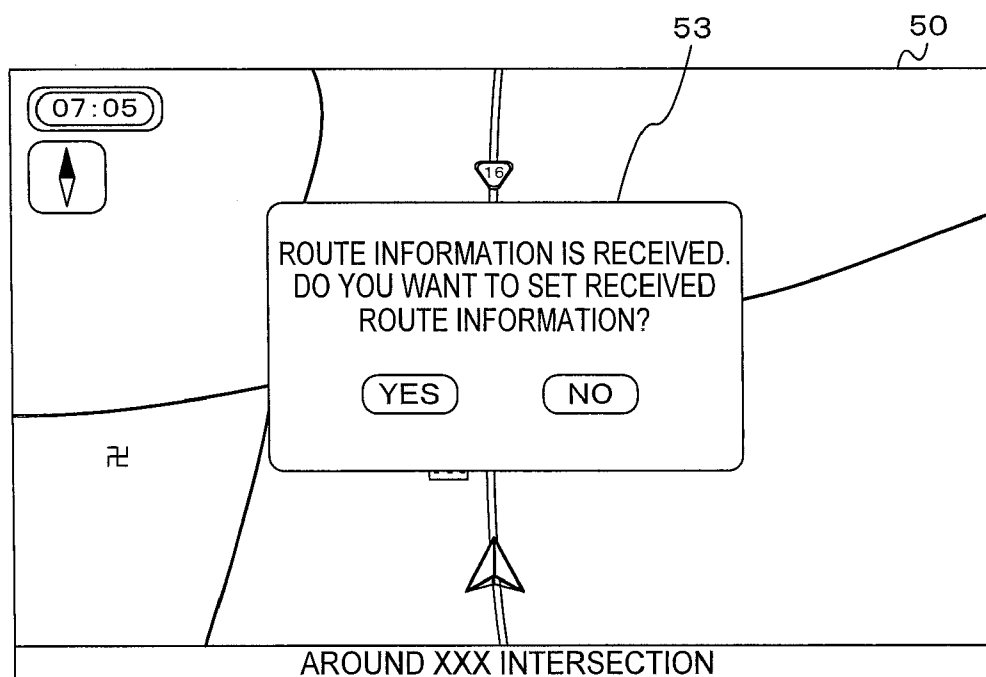 53
50
07:05
16
ROUTE INFORMATION IS RECEIVED.
DO YOU WANT TO SET RECEIVED
ROUTE INFORMATION?
YES
NO
卍
AROUND XXX INTERSECTION